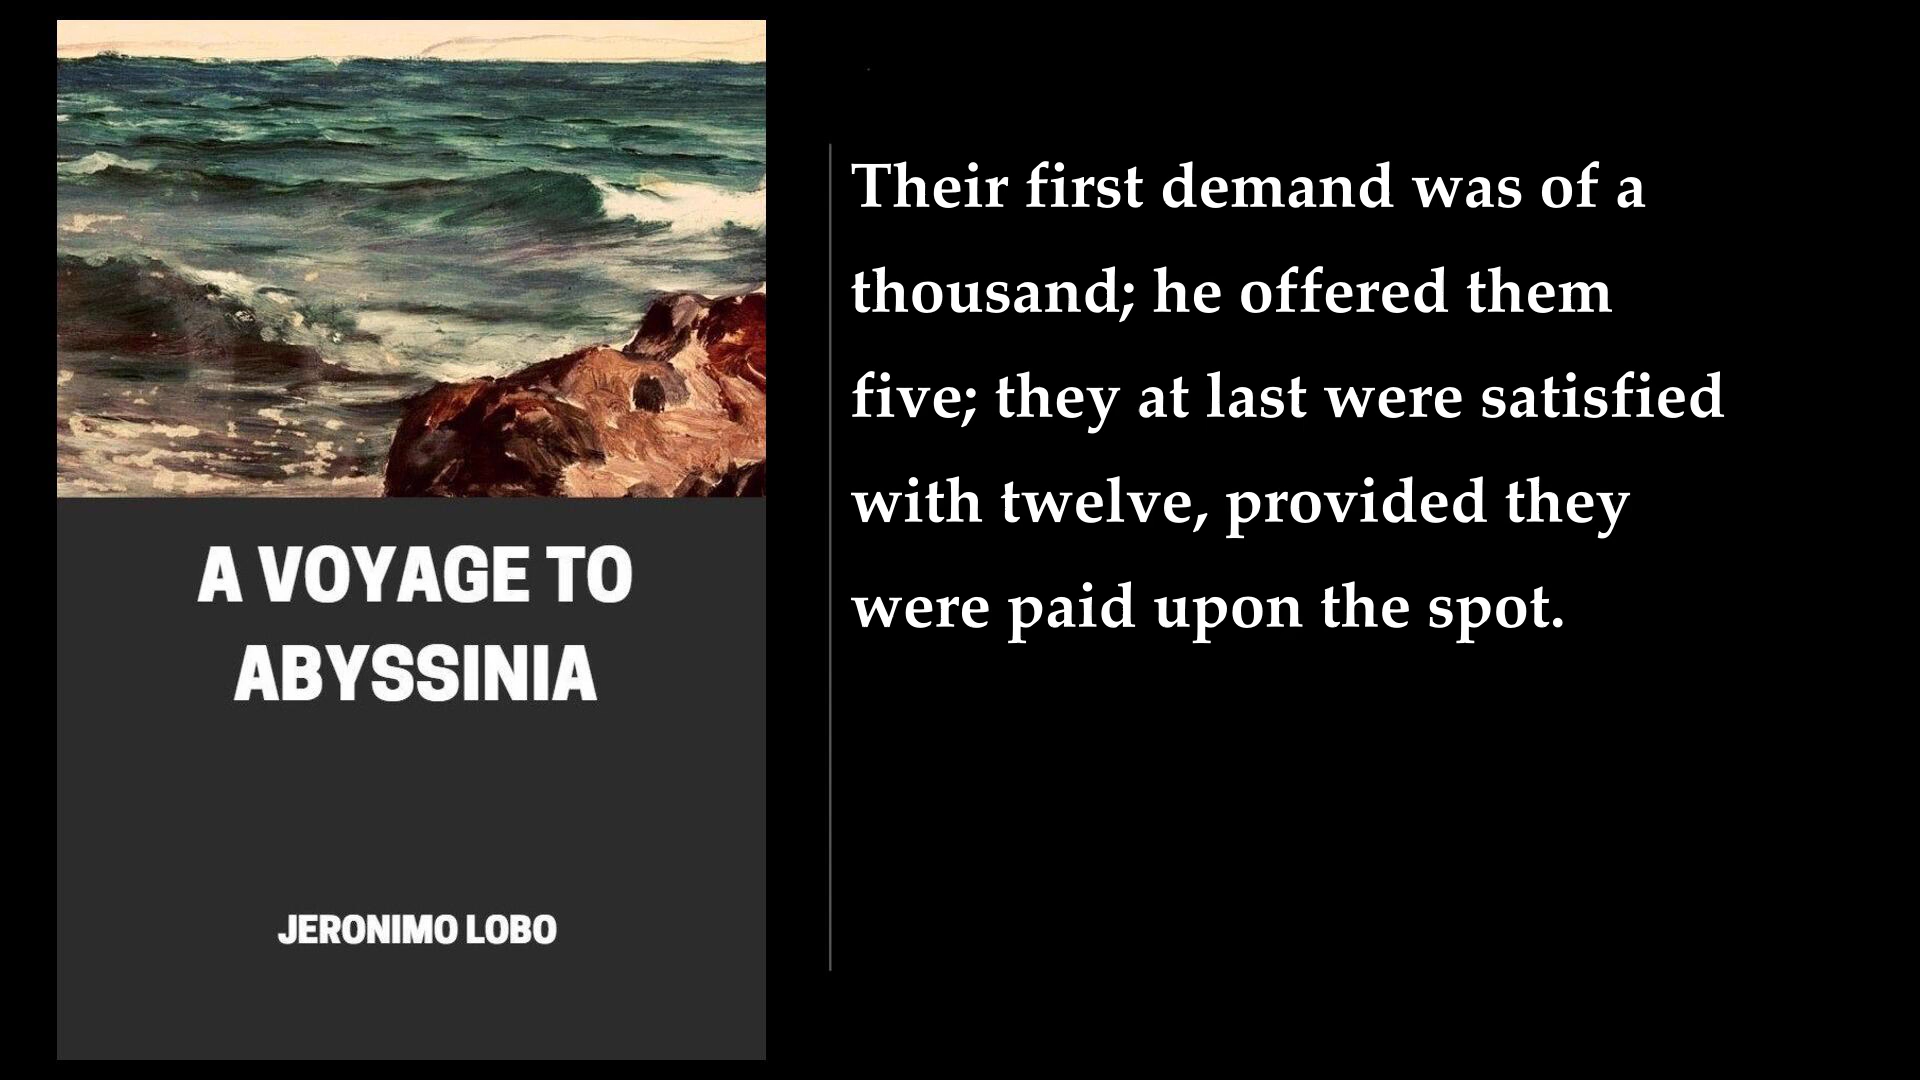 A VOYAGE TO
ABYSSINIA
JERONIMO LOBO
Their first demand was of a
thousand; he offered them
five; they at last were satisfied
with twelve, provided they
were paid upon the spot.